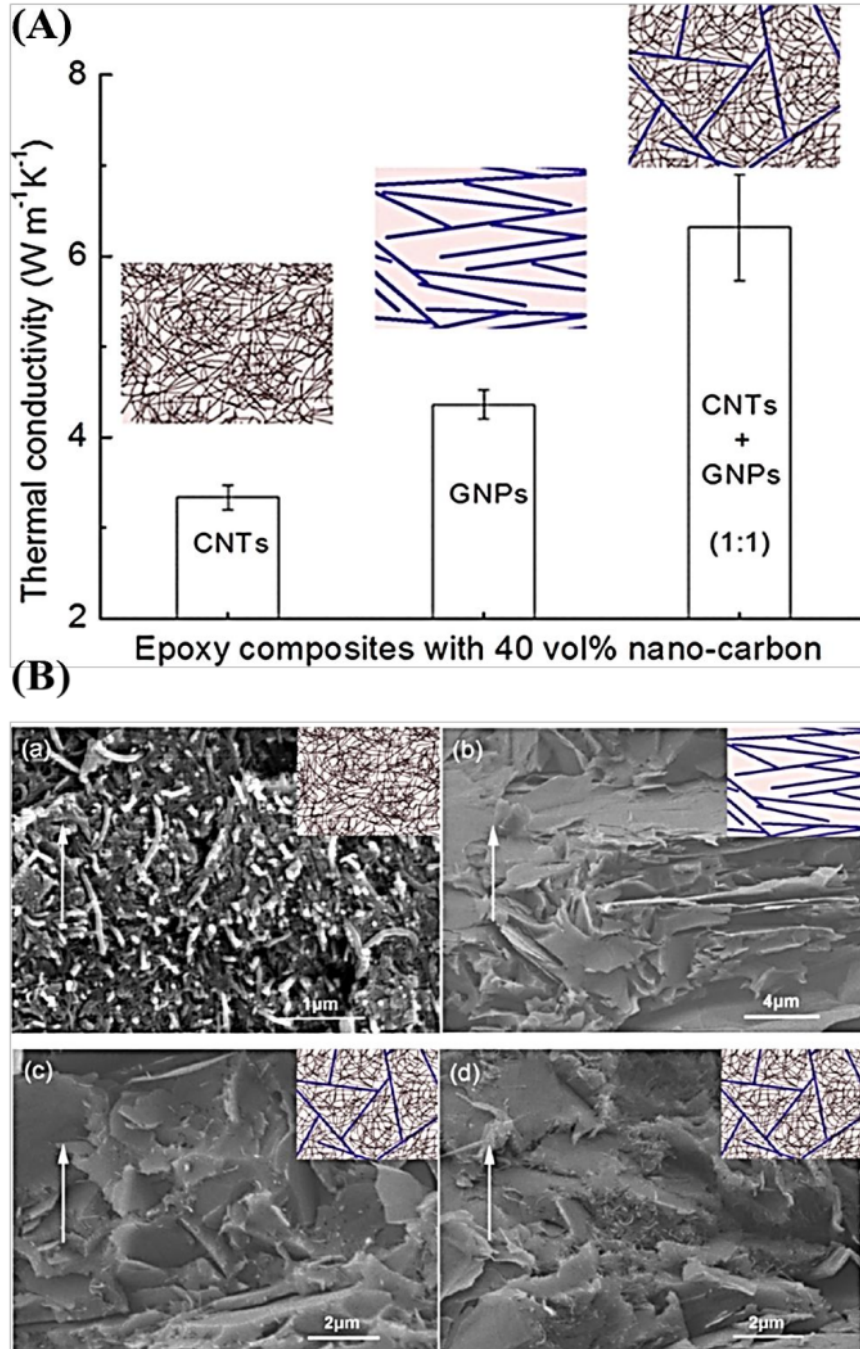 (A)
Thermal conductivity (W m⁻¹K⁻¹)
8
6
4
2
CNTs
GNPs
CNTs
+
GNPs
(1:1)
Epoxy composites with 40 vol% nano-carbon
(B)
(a)
1μm
(b)
4μm
(c)
2μm
(d)
2μm